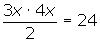 3x · 4x / 2 = 24